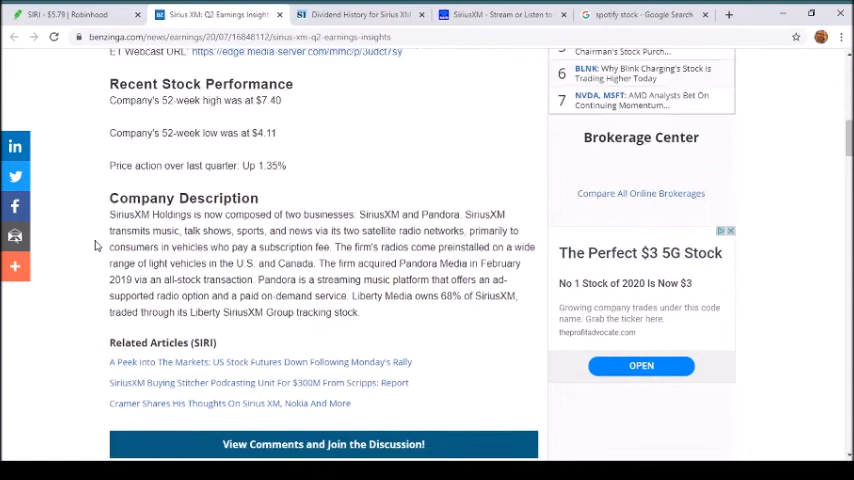 SIRI - $5.79 | Robinhood
Sirius XM: Q2 Earnings Insight
Dividend History for Sirius XM
SiriusXM - Stream or Listen to
spotify stock - Google Search
benzinga.com/news/earnings/20/07/16848112/sirius-xm-q2-earnings-insights
ET Webcast URL: https://edge.media-server.com/mmc/p/3udct7sy
Recent Stock Performance
Company's 52-week high was at $7.40
Company's 52-week low was at $4.11
Price action over last quarter: Up 1.35%
Company Description
SiriusXM Holdings is now composed of two businesses: SiriusXM and Pandora. SiriusXM
transmits music, talk shows, sports, and news via its two satellite radio networks, primarily to
consumers in vehicles who pay a subscription fee. The firm's radios come preinstalled on a wide
range of light vehicles in the U.S. and Canada. The firm acquired Pandora Media in February
2019 via an all-stock transaction. Pandora is a streaming music platform that offers an ad-
supported radio option and a paid on-demand service. Liberty Media owns 68% of SiriusXM,
traded through its Liberty SiriusXM Group tracking stock.
Related Articles (SIRI)
A Peek Into The Markets: US Stock Futures Down Following Monday's Rally
SiriusXM Buying Stitcher Podcasting Unit For $300M From Scripps: Report
Cramer Shares His Thoughts On Sirius XM, Nokia And More
View Comments and Join the Discussion!
5
Chairman's Stock Purch...
6
BLNK: Why Blink Charging's Stock Is
Trading Higher Today
7
NVDA, MSFT: AMD Analysts Bet On
Continuing Momentum...
Brokerage Center
Compare All Online Brokerages
The Perfect $3 5G Stock
No 1 Stock of 2020 Is Now $3
Growing company trades under this code
name. Grab the ticker here.
theprofitadvocate.com
OPEN